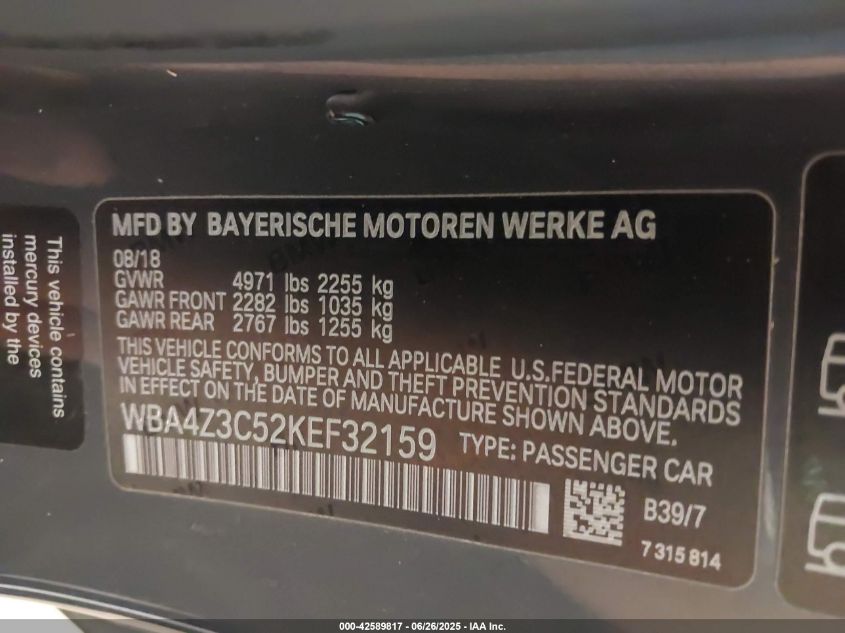 MFD BY BAYERISCHE MOTOREN WERKE AG
08/18
GVWR 4971 lbs 2255 kg
GAWR FRONT 2282 lbs 1035 kg
GAWR REAR 2767 lbs 1255 kg
THIS VEHICLE CONFORMS TO ALL APPLICABLE U.S.FEDERAL MOTOR
VEHICLE SAFETY, BUMPER AND THEFT PREVENTION STANDARDS
IN EFFECT ON THE DATE OF MANUFACTURE SHOWN ABOVE.
WBA4Z3C52KEF32159 TYPE: PASSENGER CAR
B39/7
7 315 814
This vehicle contains
mercury devices
installed by the
000-42589817 - 06/26/2025 - IAA Inc.